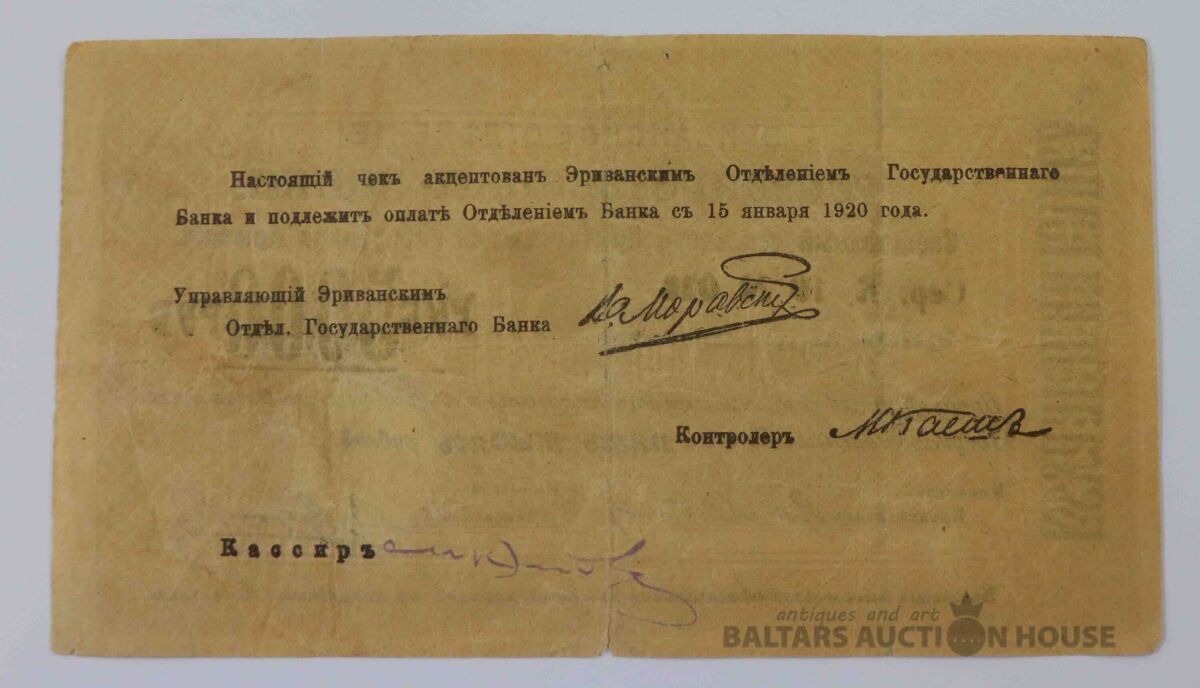 Настоящій чекъ акцептованъ Эриванскимъ Отдѣленіемъ Государственнаго
Банка и подлежитъ оплатѣ Отдѣленіемъ Банка съ 15 января 1920 года.
Управляющій Эриванскимъ
Отдѣл. Государственнаго Банка
Контролеръ
Кассиръ
antiques and art
BALTARS AUCTION HOUSE